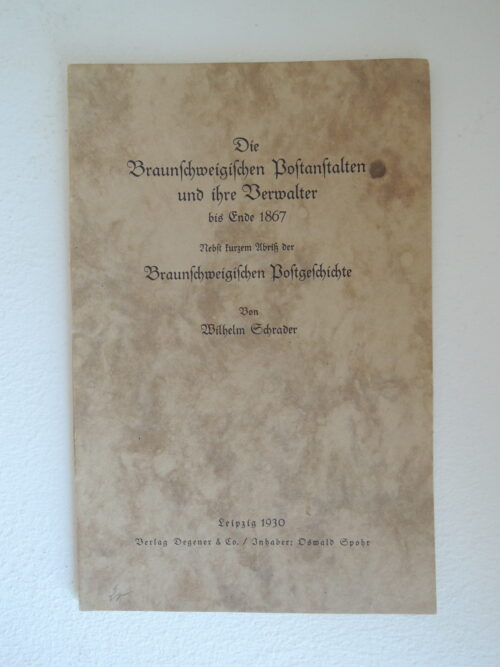 Die
Braunschweigischen Postanstalten
und ihre Verwalter
bis Ende 1867
Nebst kurzem Abriß der
Braunschweigischen Postgeschichte
Von
Wilhelm Schrader
Leipzig 1930
Verlag Degener & Co. / Inhaber: Oswald Spohr